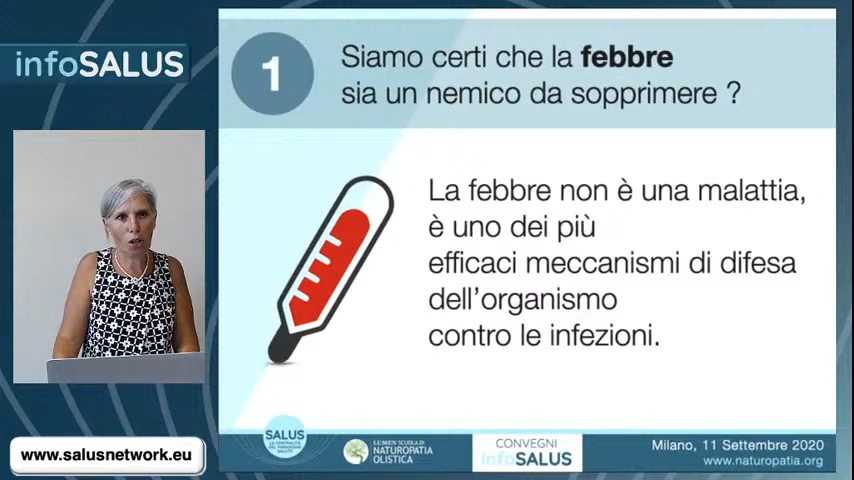 infoSALUS
1
Siamo certi che la febbre
sia un nemico da sopprimere ?
La febbre non è una malattia,
è uno dei più
efficaci meccanismi di difesa
dell'organismo
contro le infezioni.
SALUS
LUMEN SCUOLA DI
NATUROPATIA
OLISTICA
CONVEGNI
infoSALUS
Milano, 11 Settembre 2020
www.naturopatia.org
www.salusnetwork.eu